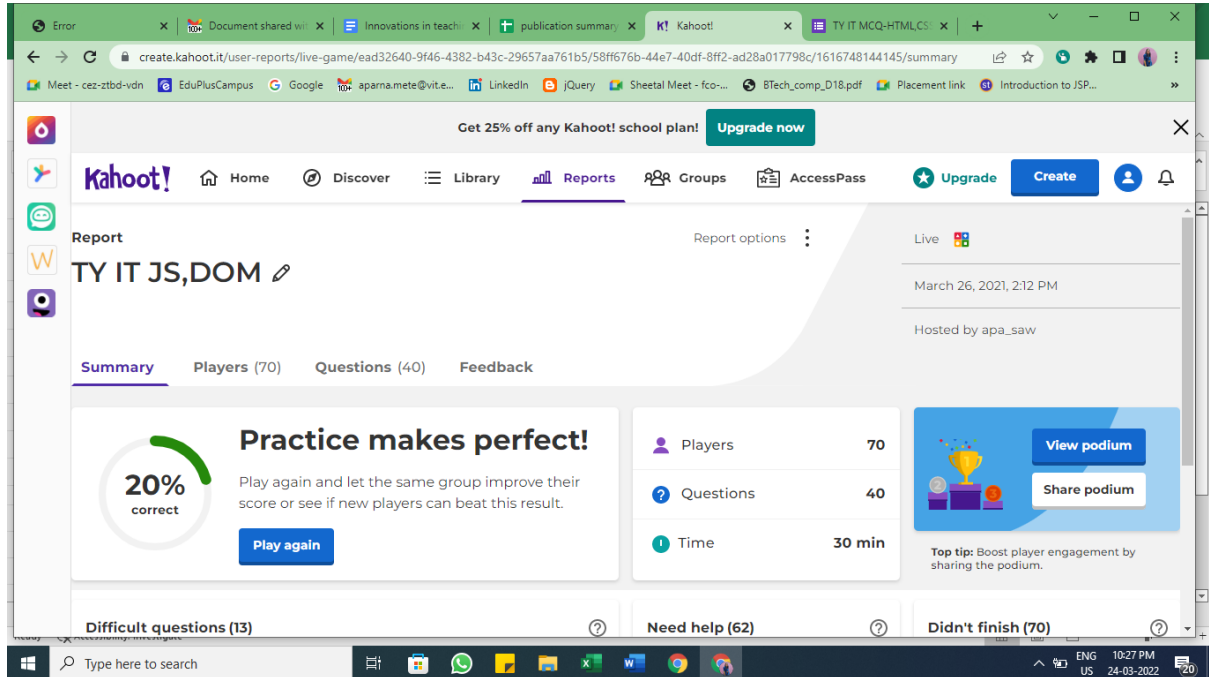 Error
Document shared wit
Innovations in teachi
publication summary
Kahoot!
TY IT MCQ-HTML,CSS
create.kahoot.it/user-reports/live-game/ead32640-9f46-4382-b43c-29657aa761b5/58ff676b-44e7-40df-8ff2-ad28a017798c/1616748144145/summary
Meet - cez-ztbd-vdn EduPlusCampus Google aparna.mete@vit.e... LinkedIn jQuery Sheetal Meet - fco-... BTech_comp_D18.pdf Placement link Introduction to JSP... »
Get 25% off any Kahoot! school plan! Upgrade now
Kahoot! Home Discover Library Reports Groups AccessPass Upgrade Create
Report
Report options
TY IT JS,DOM
Live
March 26, 2021, 2:12 PM
Hosted by apa_saw
Summary Players (70) Questions (40) Feedback
20%
correct
Practice makes perfect!
Play again and let the same group improve their
score or see if new players can beat this result.
Play again
Players 70
Questions 40
Time 30 min
View podium
Share podium
Top tip: Boost player engagement by
sharing the podium.
Difficult questions (13)
Need help (62)
Didn't finish (70)
Type here to search
ENG
US
10:27 PM
24-03-2022
20